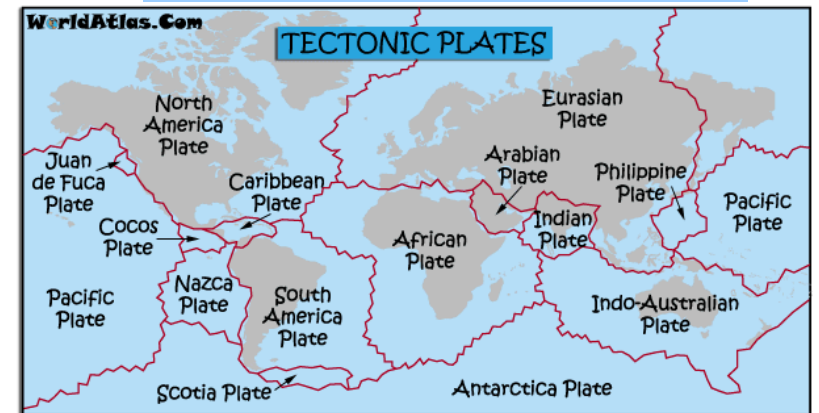 WorldAtlas.Com
TECTONIC PLATES
North
America
Plate
Eurasian
Plate
Juan
de Fuca
Plate
Caribbean
Plate
Arabian
Plate
Philippine
Plate
Pacific
Plate
Cocos
Plate
African
Plate
Indian
Plate
Nazca
Plate
South
America
Plate
Pacific
Plate
Indo-Australian
Plate
Scotia Plate
Antarctica Plate